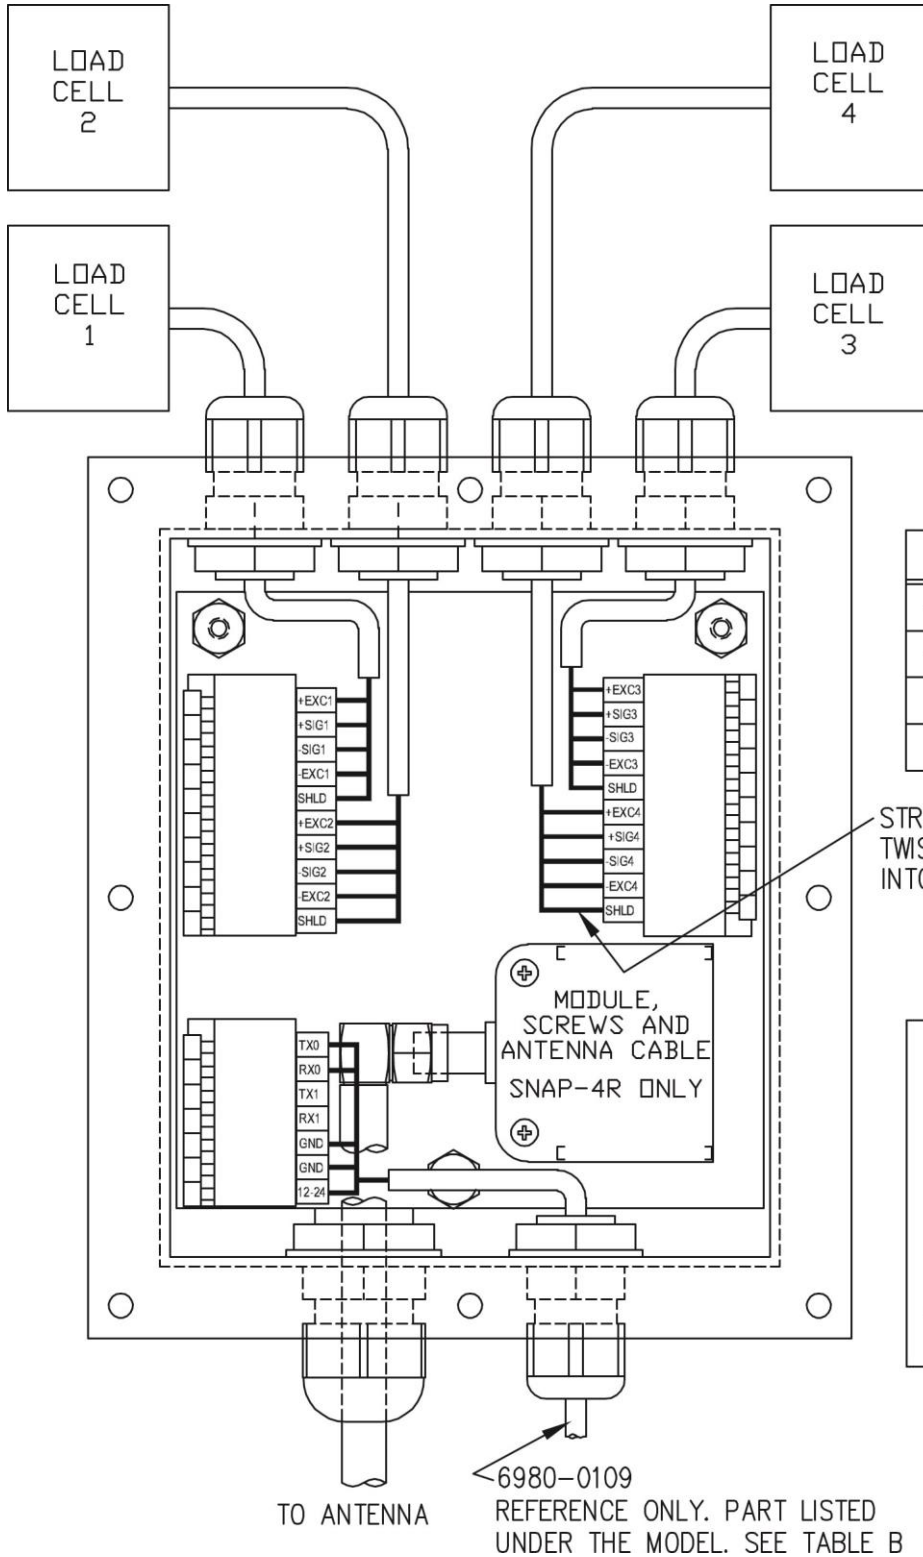 LOAD
CELL
2
LOAD
CELL
4
LOAD
CELL
1
LOAD
CELL
3
+EXC1
+SIG1
-SIG1
-EXC1
SHLD
+EXC2
+SIG2
-SIG2
-EXC2
SHLD
+EXC3
+SIG3
-SIG3
-EXC3
SHLD
+EXC4
+SIG4
-SIG4
-EXC4
SHLD
STR
TWIS
INTO
MODULE,
SCREWS AND
ANTENNA CABLE
SNAP-4R ONLY
TX0
RX0
TX1
RX1
GND
GND
12-24
TO ANTENNA
6980-0109
REFERENCE ONLY. PART LISTED
UNDER THE MODEL. SEE TABLE B